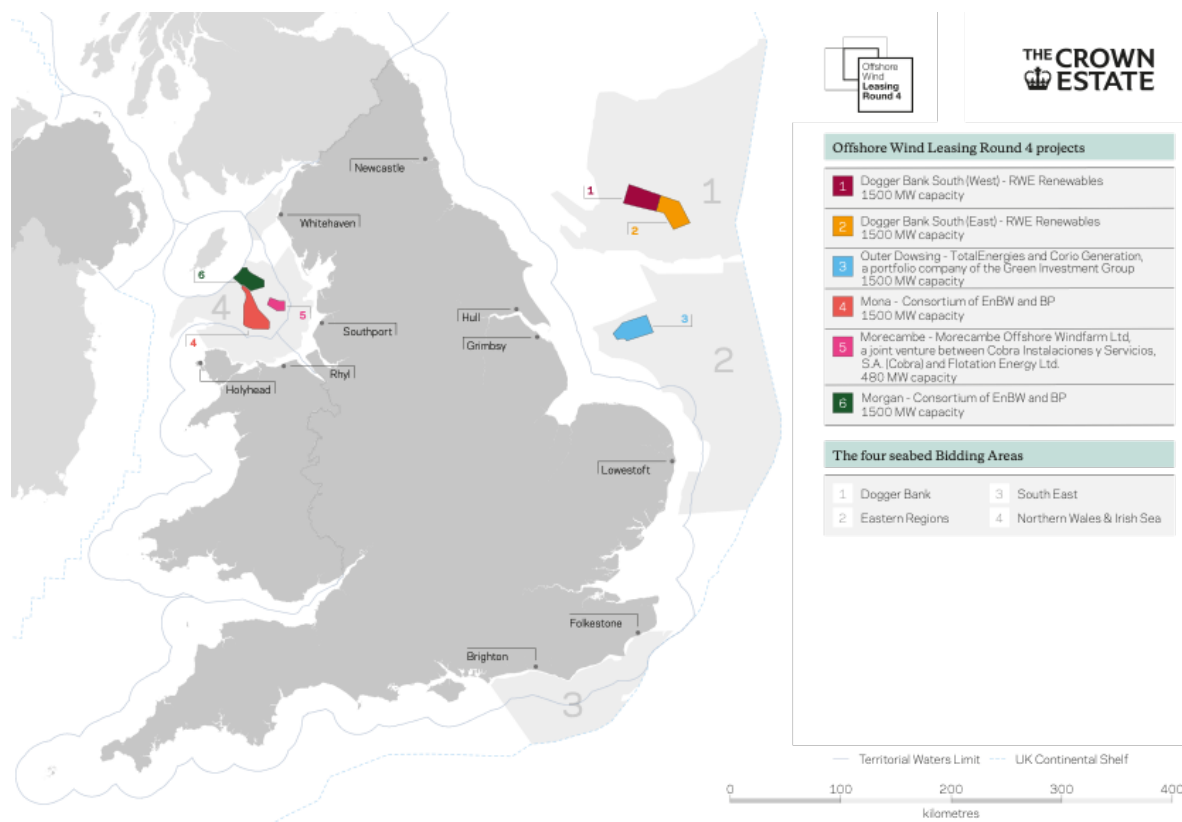 Offshore
Wind
Leasing
Round 4
THE CROWN
ESTATE
Offshore Wind Leasing Round 4 projects
1 Dogger Bank South (West) - RWE Renewables
1500 MW capacity
2 Dogger Bank South (East) - RWE Renewables
1500 MW capacity
3 Outer Dowsing - TotalEnergies and Corio Generation,
a portfolio company of the Green Investment Group
1500 MW capacity
4 Mona - Consortium of EnBW and BP
1500 MW capacity
5 Morecambe - Morecambe Offshore Windfarm Ltd,
a joint venture between Cobra Instalaciones y Servicios,
S.A. (Cobra) and Flotation Energy Ltd.
480 MW capacity
6 Morgan - Consortium of EnBW and BP
1500 MW capacity
The four seabed Bidding Areas
1 Dogger Bank
3 South East
2 Eastern Regions
4 Northern Wales & Irish Sea
Newcastle
1
1
2
Whitehaven
6
4
5
3
Hull
Southport
Grimsby
4
2
Rhyl
Holyhead
Lowestoft
Folkestone
Brighton
3
Territorial Waters Limit
UK Continental Shelf
0 100 200 300 400
kilometres